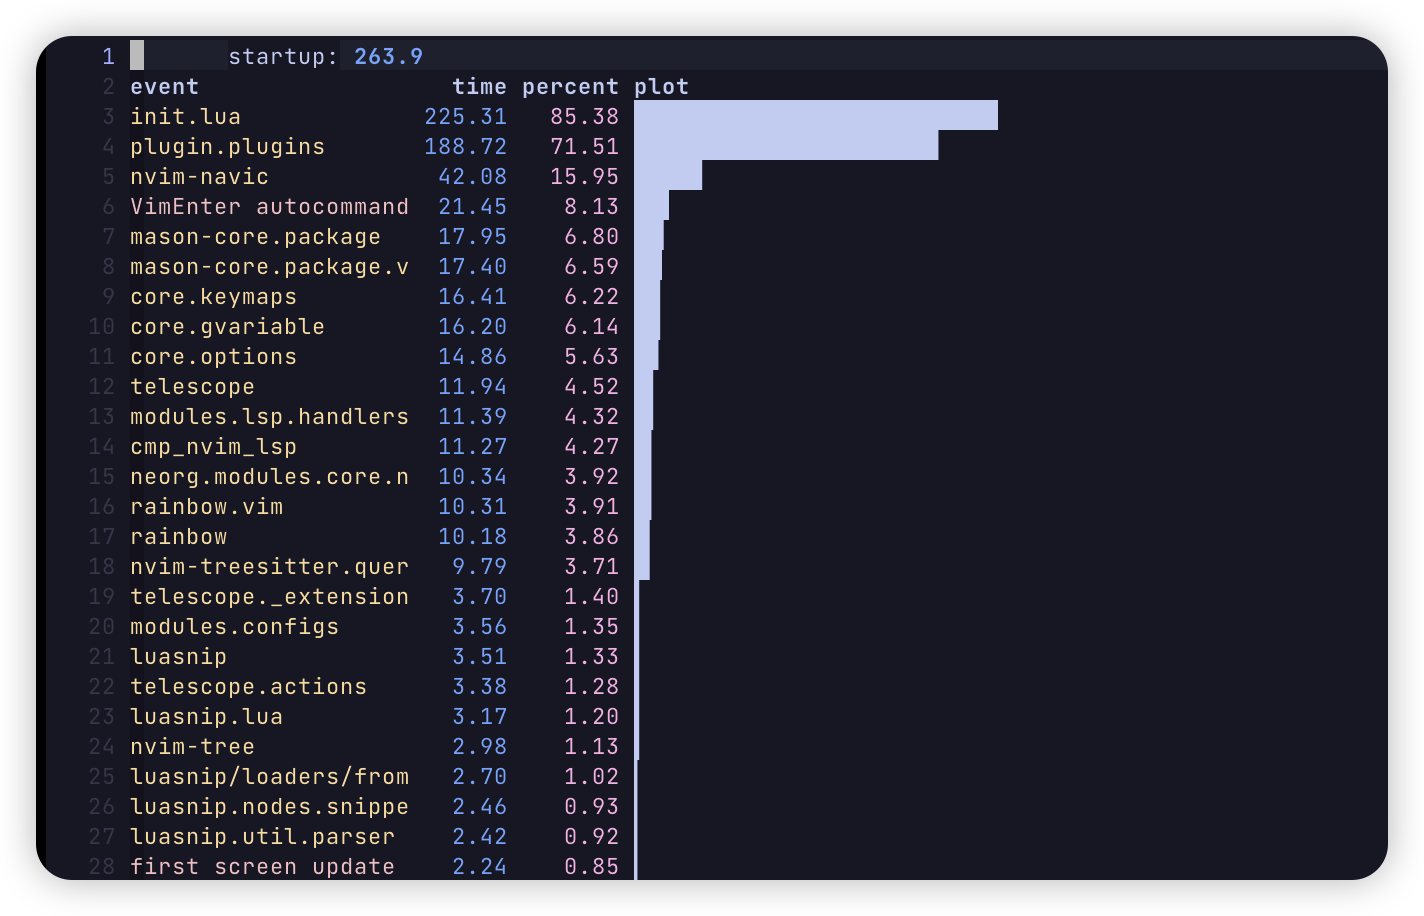 1 startup: 263.9
2 event time percent plot
3 init.lua 225.31 85.38
4 plugin.plugins 188.72 71.51
5 nvim-navic 42.08 15.95
6 VimEnter autocommand 21.45 8.13
7 mason-core.package 17.95 6.80
8 mason-core.package.v 17.40 6.59
9 core.keymaps 16.41 6.22
10 core.gvariable 16.20 6.14
11 core.options 14.86 5.63
12 telescope 11.94 4.52
13 modules.lsp.handlers 11.39 4.32
14 cmp_nvim_lsp 11.27 4.27
15 neorg.modules.core.n 10.34 3.92
16 rainbow.vim 10.31 3.91
17 rainbow 10.18 3.86
18 nvim-treesitter.quer 9.79 3.71
19 telescope._extension 3.70 1.40
20 modules.configs 3.56 1.35
21 luasnip 3.51 1.33
22 telescope.actions 3.38 1.28
23 luasnip.lua 3.17 1.20
24 nvim-tree 2.98 1.13
25 luasnip/loaders/from 2.70 1.02
26 luasnip.nodes.snippe 2.46 0.93
27 luasnip.util.parser 2.42 0.92
28 first screen update 2.24 0.85